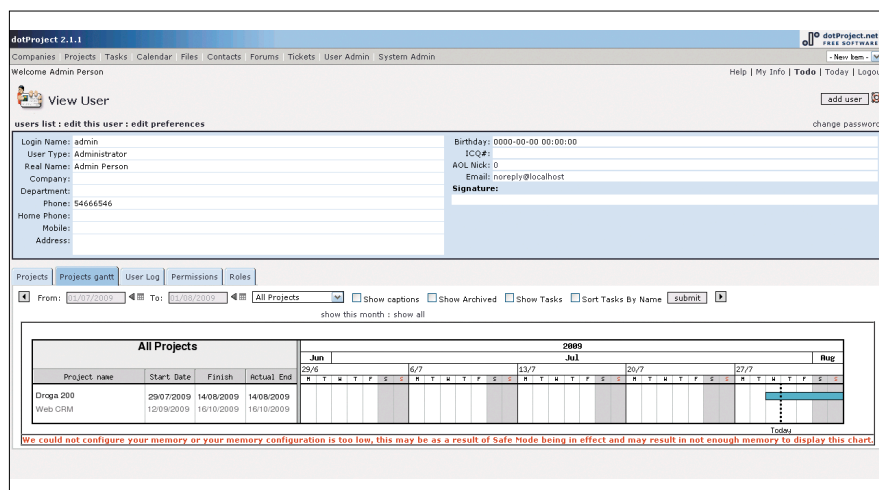 dotProject 2.1.1
dotProject.net
FREE SOFTWARE
Companies Projects Tasks Calendar Files Contacts Forums Tickets User Admin System Admin
- New Item -
Welcome Admin Person
Help | My Info | Todo | Today | Logou
View User
add user
users list : edit this user : edit preferences
change password
Login Name: admin
User Type: Administrator
Real Name: Admin Person
Company:
Department:
Phone: 54666546
Home Phone:
Mobile:
Address:
Birthday: 0000-00-00 00:00:00
ICQ#:
AOL Nick: 0
Email: noreply@localhost
Signature:
Projects Projects gantt User Log Permissions Roles
From: 01/07/2009 To: 01/08/2009 All Projects Show captions Show Archived Show Tasks Sort Tasks By Name submit
show this month : show all
All Projects
2009
Jun Jul Aug
29/6 6/7 13/7 20/7 27/7
Project name Start Date Finish Actual End
M T W T F S S M T W T F S S M T W T F S S M T W T F S S M T W T F S S
Droga 200 29/07/2009 14/08/2009 14/08/2009
Web CRM 12/09/2009 16/10/2009 16/10/2009
Today
We could not configure your memory or your memory configuration is too low, this may be as a result of Safe Mode being in effect and may result in not enough memory to display this chart.